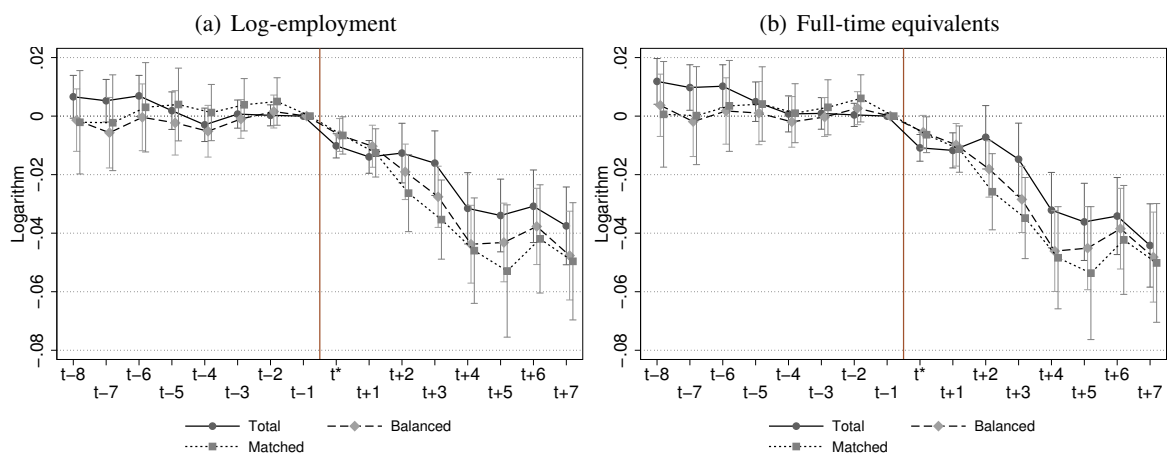 (a) Log-employment
Logarithm
.02
0
−.02
−.04
−.06
−.08
t−8 t−6 t−4 t−2 t* t+2 t+4 t+6
t−7 t−5 t−3 t−1 t+1 t+3 t+5 t+7
Total Balanced
Matched
(b) Full-time equivalents
Logarithm
.02
0
−.02
−.04
−.06
−.08
t−8 t−6 t−4 t−2 t* t+2 t+4 t+6
t−7 t−5 t−3 t−1 t+1 t+3 t+5 t+7
Total Balanced
Matched